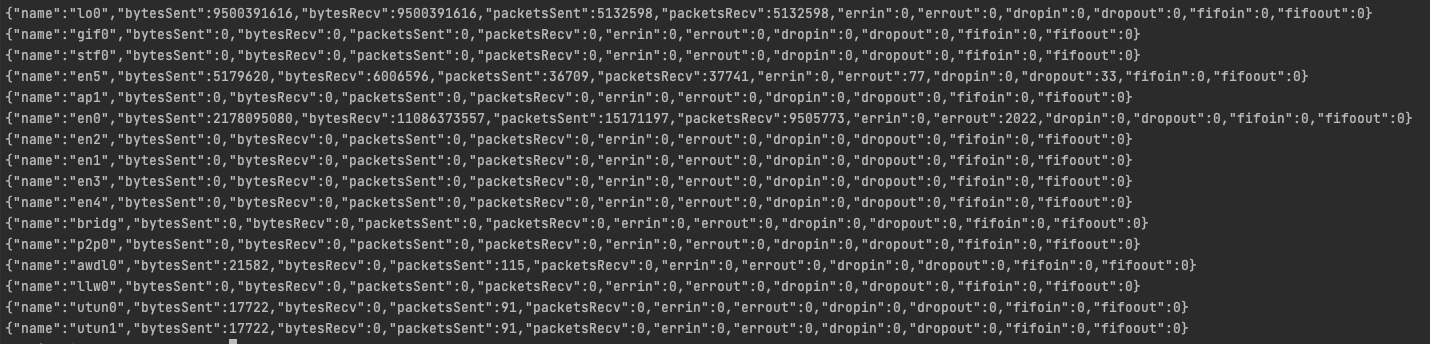 {"name":"lo0","bytesSent":9500391616,"bytesRecv":9500391616,"packetsSent":5132598,"packetsRecv":5132598,"errin":0,"errout":0,"dropin":0,"dropout":0,"fifoin":0,"fifoout":0}
{"name":"gif0","bytesSent":0,"bytesRecv":0,"packetsSent":0,"packetsRecv":0,"errin":0,"errout":0,"dropin":0,"dropout":0,"fifoin":0,"fifoout":0}
{"name":"stf0","bytesSent":0,"bytesRecv":0,"packetsSent":0,"packetsRecv":0,"errin":0,"errout":0,"dropin":0,"dropout":0,"fifoin":0,"fifoout":0}
{"name":"en5","bytesSent":5179620,"bytesRecv":6006596,"packetsSent":36709,"packetsRecv":37741,"errin":0,"errout":77,"dropin":0,"dropout":33,"fifoin":0,"fifoout":0}
{"name":"ap1","bytesSent":0,"bytesRecv":0,"packetsSent":0,"packetsRecv":0,"errin":0,"errout":0,"dropin":0,"dropout":0,"fifoin":0,"fifoout":0}
{"name":"en0","bytesSent":2178095080,"bytesRecv":11086373557,"packetsSent":15171197,"packetsRecv":9505773,"errin":0,"errout":2022,"dropin":0,"dropout":0,"fifoin":0,"fifoout":0}
{"name":"en2","bytesSent":0,"bytesRecv":0,"packetsSent":0,"packetsRecv":0,"errin":0,"errout":0,"dropin":0,"dropout":0,"fifoin":0,"fifoout":0}
{"name":"en1","bytesSent":0,"bytesRecv":0,"packetsSent":0,"packetsRecv":0,"errin":0,"errout":0,"dropin":0,"dropout":0,"fifoin":0,"fifoout":0}
{"name":"en3","bytesSent":0,"bytesRecv":0,"packetsSent":0,"packetsRecv":0,"errin":0,"errout":0,"dropin":0,"dropout":0,"fifoin":0,"fifoout":0}
{"name":"en4","bytesSent":0,"bytesRecv":0,"packetsSent":0,"packetsRecv":0,"errin":0,"errout":0,"dropin":0,"dropout":0,"fifoin":0,"fifoout":0}
{"name":"bridg","bytesSent":0,"bytesRecv":0,"packetsSent":0,"packetsRecv":0,"errin":0,"errout":0,"dropin":0,"dropout":0,"fifoin":0,"fifoout":0}
{"name":"p2p0","bytesSent":0,"bytesRecv":0,"packetsSent":0,"packetsRecv":0,"errin":0,"errout":0,"dropin":0,"dropout":0,"fifoin":0,"fifoout":0}
{"name":"awdl0","bytesSent":21582,"bytesRecv":0,"packetsSent":115,"packetsRecv":0,"errin":0,"errout":0,"dropin":0,"dropout":0,"fifoin":0,"fifoout":0}
{"name":"llw0","bytesSent":0,"bytesRecv":0,"packetsSent":0,"packetsRecv":0,"errin":0,"errout":0,"dropin":0,"dropout":0,"fifoin":0,"fifoout":0}
{"name":"utun0","bytesSent":17722,"bytesRecv":0,"packetsSent":91,"packetsRecv":0,"errin":0,"errout":0,"dropin":0,"dropout":0,"fifoin":0,"fifoout":0}
{"name":"utun1","bytesSent":17722,"bytesRecv":0,"packetsSent":91,"packetsRecv":0,"errin":0,"errout":0,"dropin":0,"dropout":0,"fifoin":0,"fifoout":0}